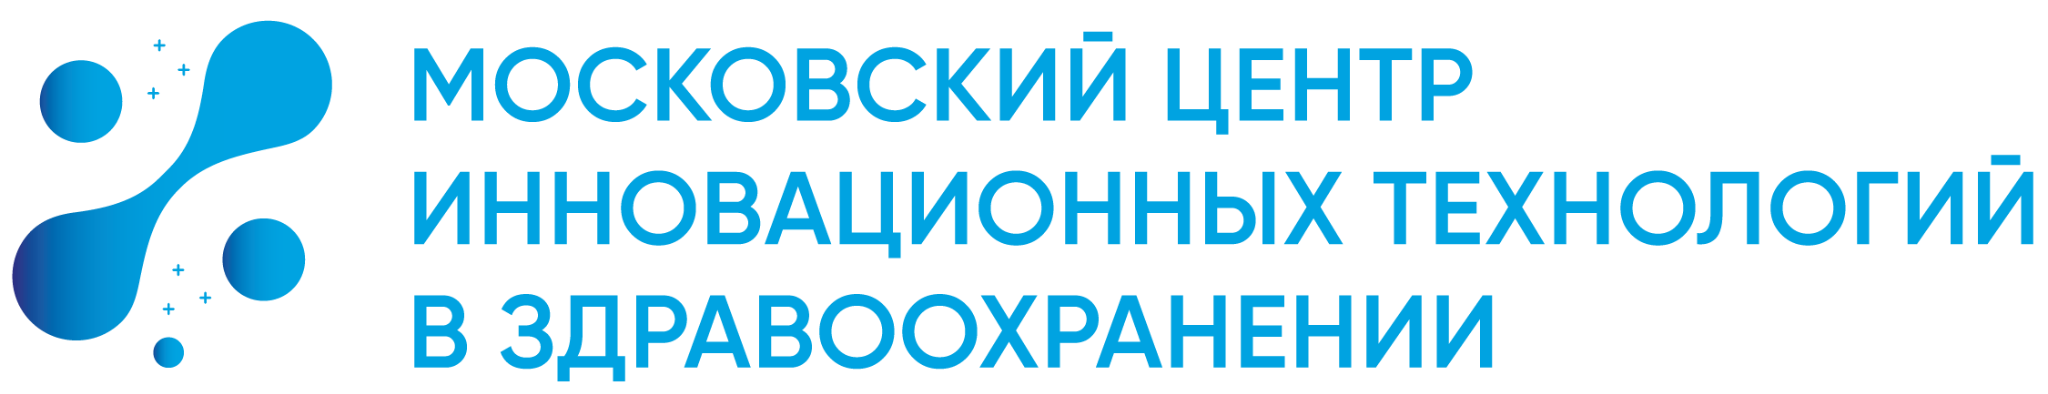 МОСКОВСКИЙ ЦЕНТР
ИННОВАЦИОННЫХ ТЕХНОЛОГИЙ
В ЗДРАВООХРАНЕНИИ